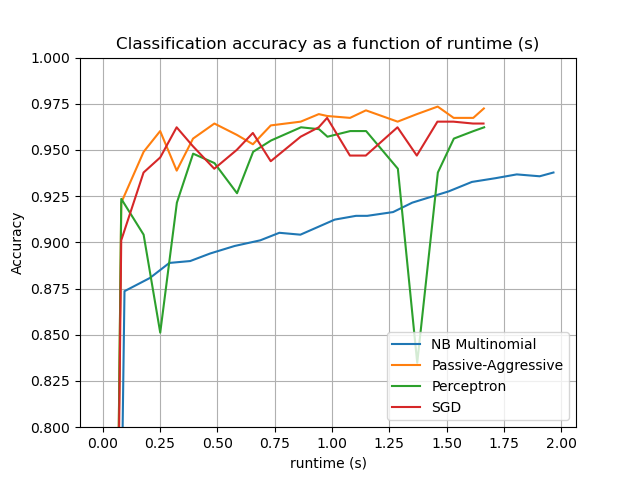 Classification accuracy as a function of runtime (s)
1.000
0.975
0.950
0.925
0.900
0.875
0.850
0.825
0.800
Accuracy
0.00 0.25 0.50 0.75 1.00 1.25 1.50 1.75 2.00
runtime (s)
NB Multinomial
Passive-Aggressive
Perceptron
SGD